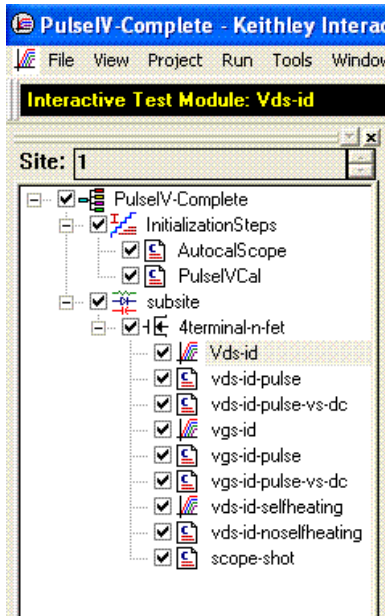 PulseIV-Complete - Keithley Interac
File View Project Run Tools Window
Interactive Test Module: Vds-id
Site: 1
PulseIV-Complete
InitializationSteps
AutocalScope
PulseIVCal
subsite
4terminal-n-fet
Vds-id
vds-id-pulse
vds-id-pulse-vs-dc
vgs-id
vgs-id-pulse
vgs-id-pulse-vs-dc
vds-id-selfheating
vds-id-noselfheating
scope-shot